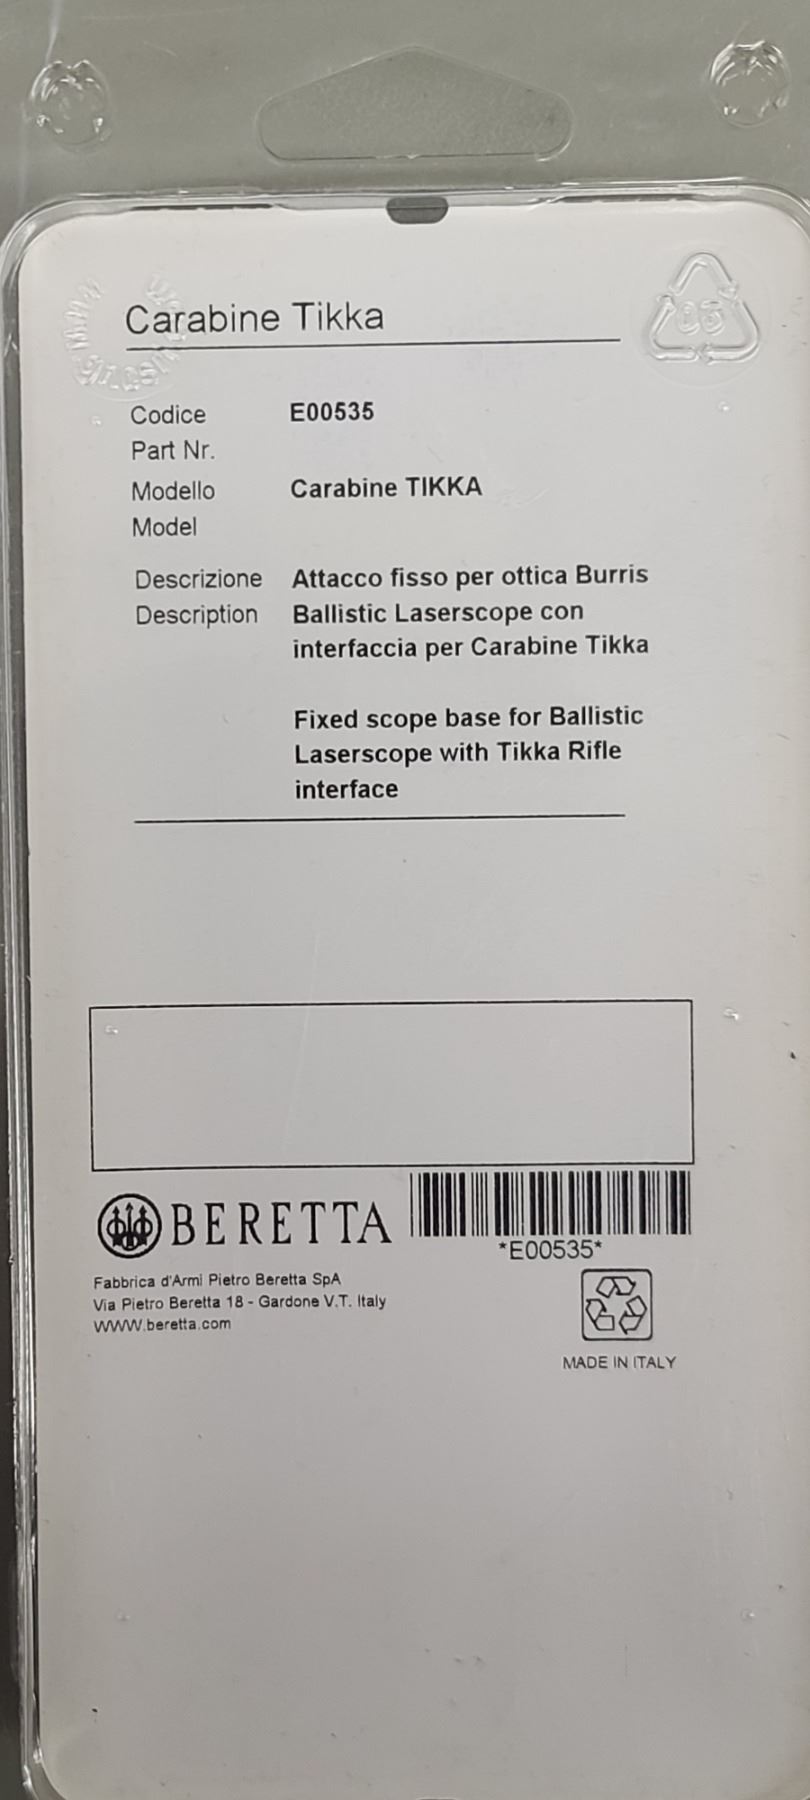 Carabine Tikka
Codice E00535
Part Nr.
Modello Carabine TIKKA
Model
Descrizione Attacco fisso per ottica Burris
Description Ballistic Laserscope con
interfaccia per Carabine Tikka
Fixed scope base for Ballistic
Laserscope with Tikka Rifle
interface
BERETTA
*E00535*
Fabbrica d'Armi Pietro Beretta SpA
Via Pietro Beretta 18 - Gardone V.T. Italy
WWW.beretta.com
MADE IN ITALY